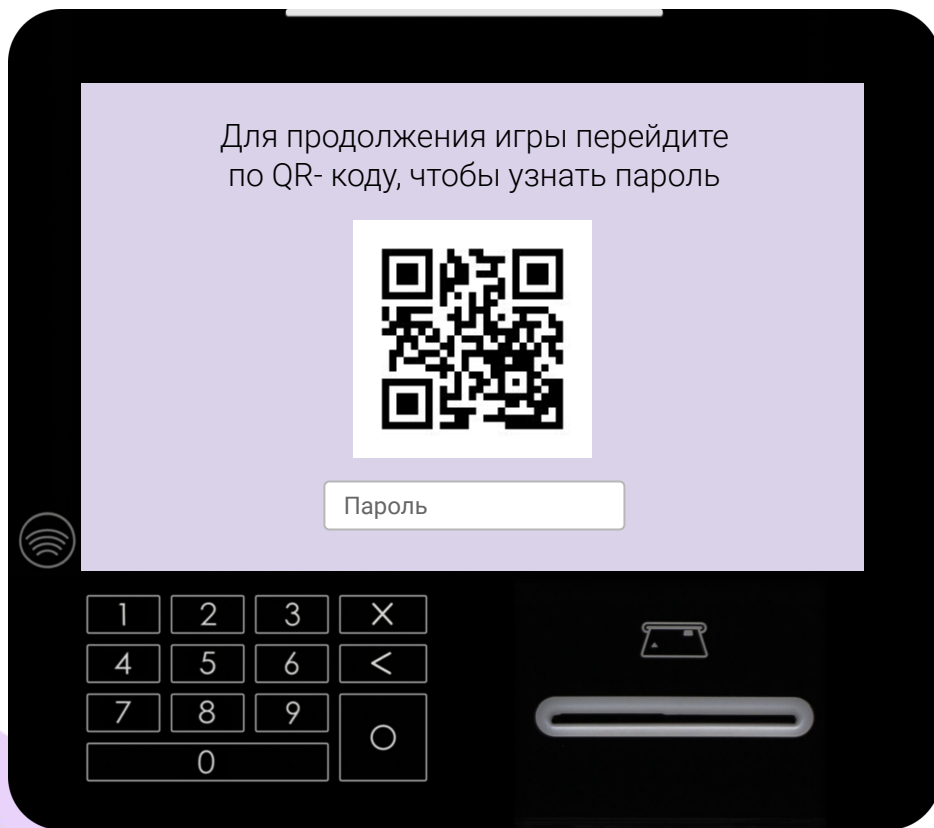 Для продолжения игры перейдите
по QR- коду, чтобы узнать пароль
Пароль
1 2 3 X
4 5 6 <
7 8 9 O
0